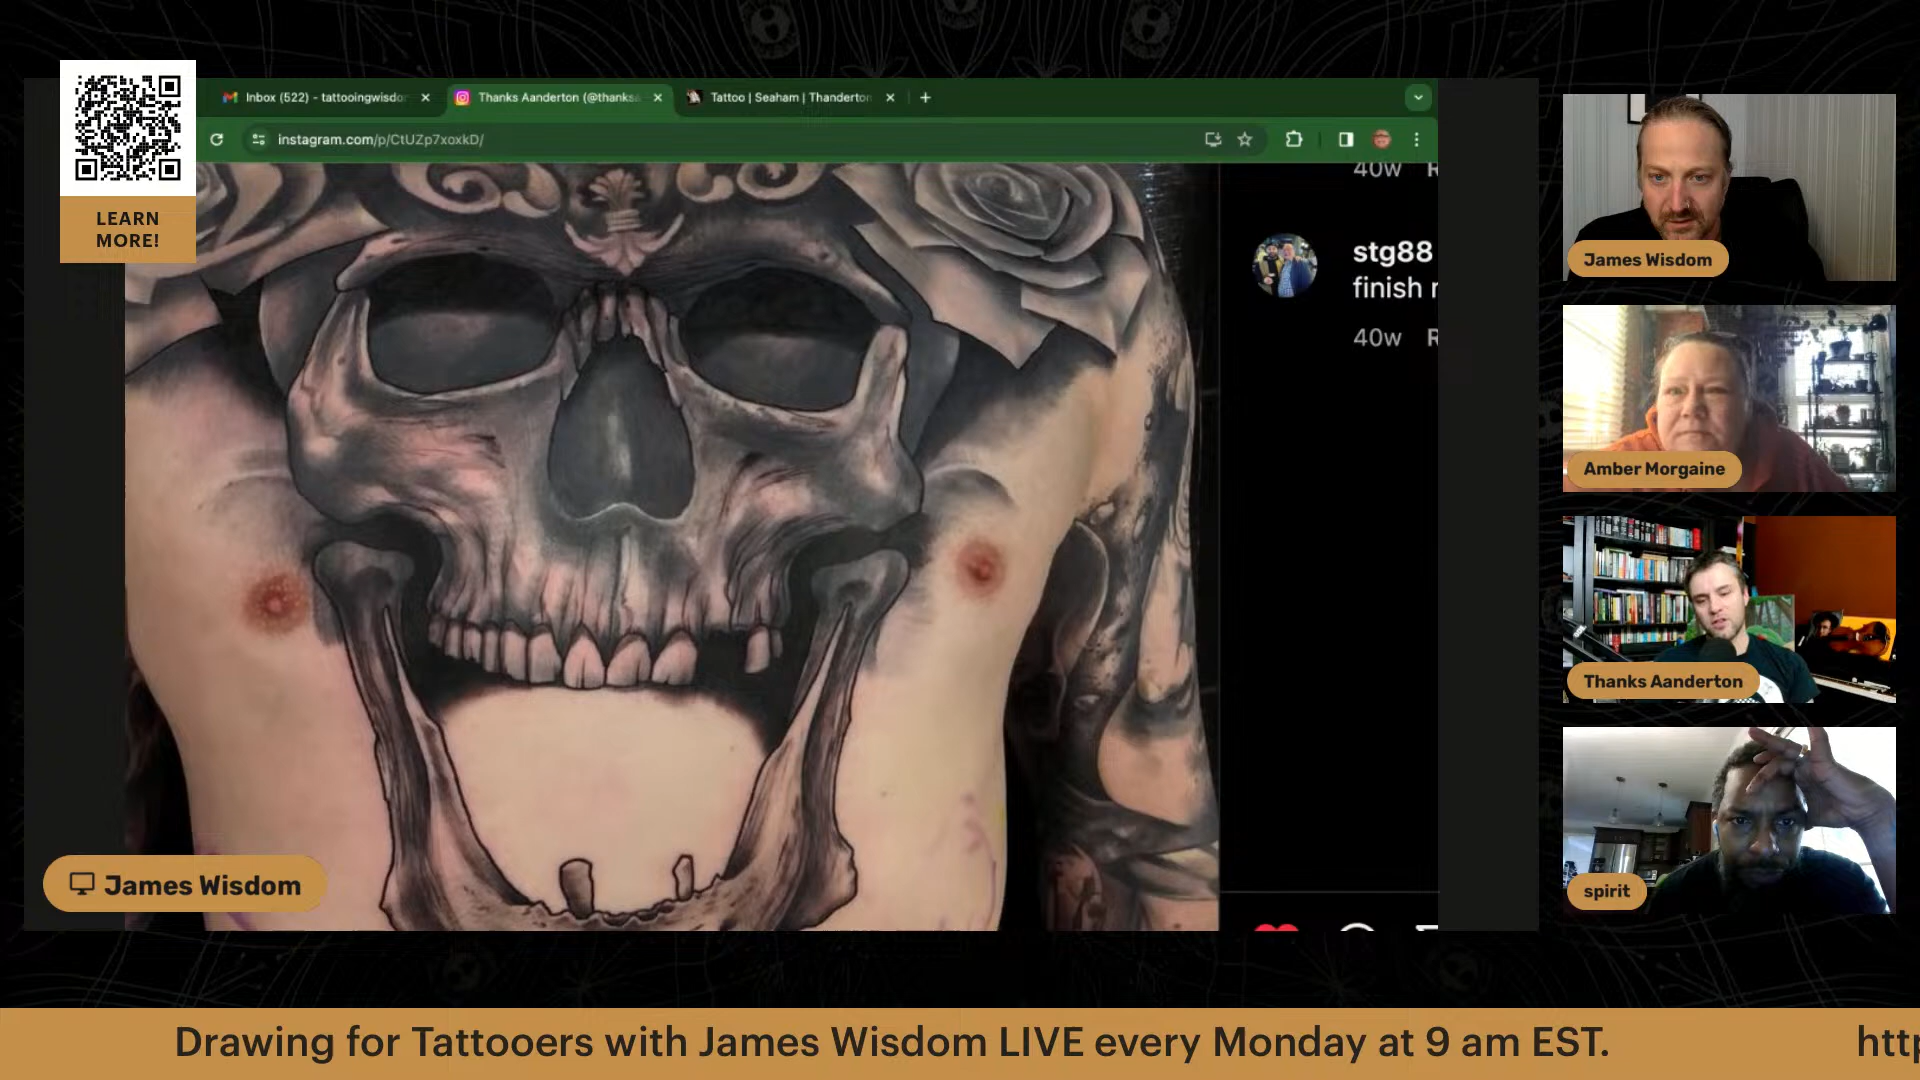 LEARN
MORE!
Inbox (522) - tattooingwisdo
Thanks Aanderton (@thanks
Tattoo | Seaham | Thanderton
instagram.com/p/CtUZp7xoxkD/
40w R
stg88
finish r
40w R
James Wisdom
Amber Morgaine
Thanks Aanderton
spirit
James Wisdom
Drawing for Tattooers with James Wisdom LIVE every Monday at 9 am EST.
http